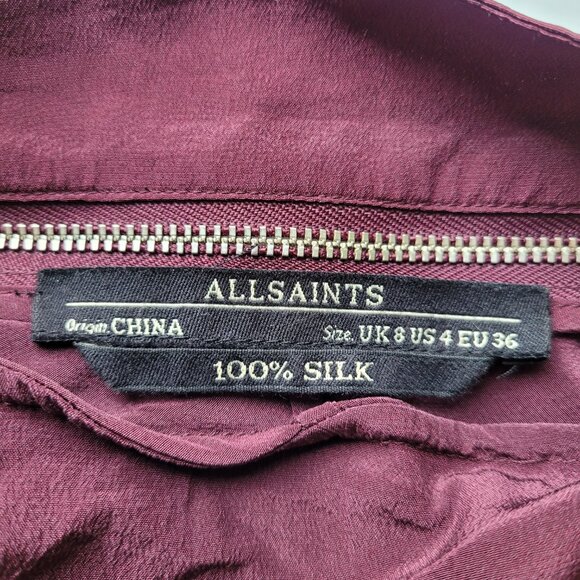 ALLSAINTS
Origin. CHINA Size. UK 8 US 4 EU 36
100% SILK